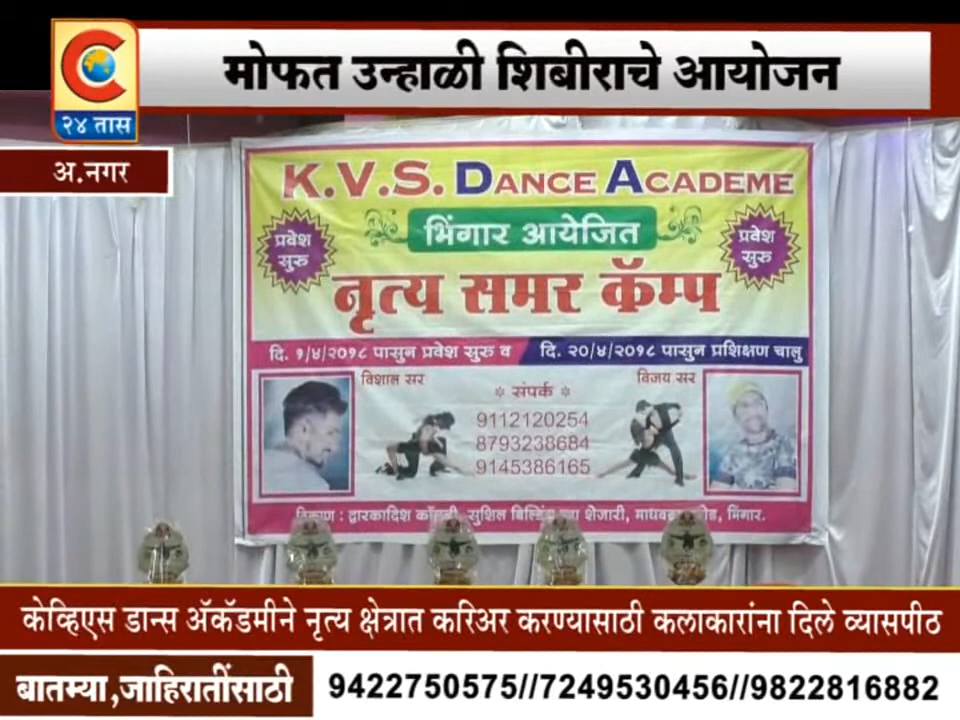 C
२४ तास
मोफत उन्हाळी शिबीराचे आयोजन
अ.नगर
K.V.S. DANCE ACADEME
प्रवेश सुरु
भिंगार आयेजित
प्रवेश सुरु
नृत्य समर कॅम्प
दि. १/४/२०१८ पासुन प्रवेश सुरु व दि. २०/४/२०१८ पासुन प्रशिक्षण चालु
विशाल सर
विजय सर
* संपर्क *
9112120254
8793238684
9145386165
: द्वारकादिश सुशिल शेजारी, भिंगार.
केव्हिएस डान्स अ‍ॅकॅडमीने नृत्य क्षेत्रात करिअर करण्यासाठी कलाकारांना दिले व्यासपीठ
बातम्या,जाहिरातींसाठी
9422750575//7249530456//9822816882